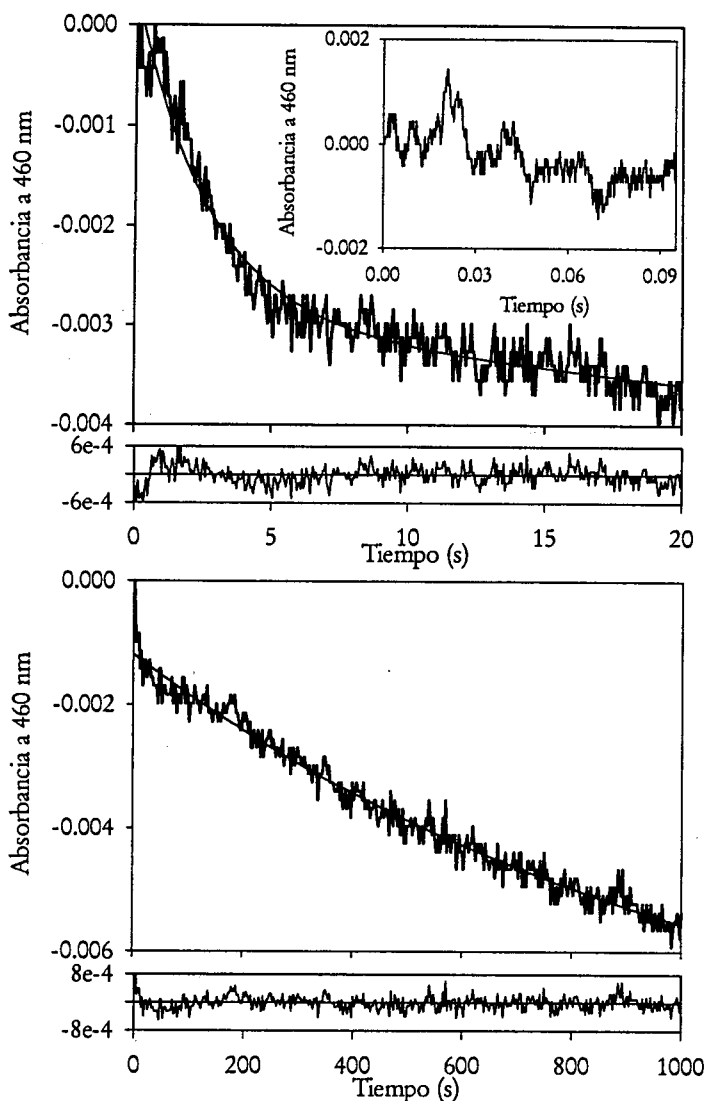 0.000
-0.001
-0.002
-0.003
-0.004
Absorbancia a 460 nm
0.002
0.000
-0.002
Absorbancia a 460 nm
0.00 0.03 0.06 0.09
Tiempo (s)
6e-4
-6e-4
0 5 10 15 20
Tiempo (s)
0.000
-0.002
-0.004
-0.006
Absorbancia a 460 nm
8e-4
-8e-4
0 200 400 600 800 1000
Tiempo (s)